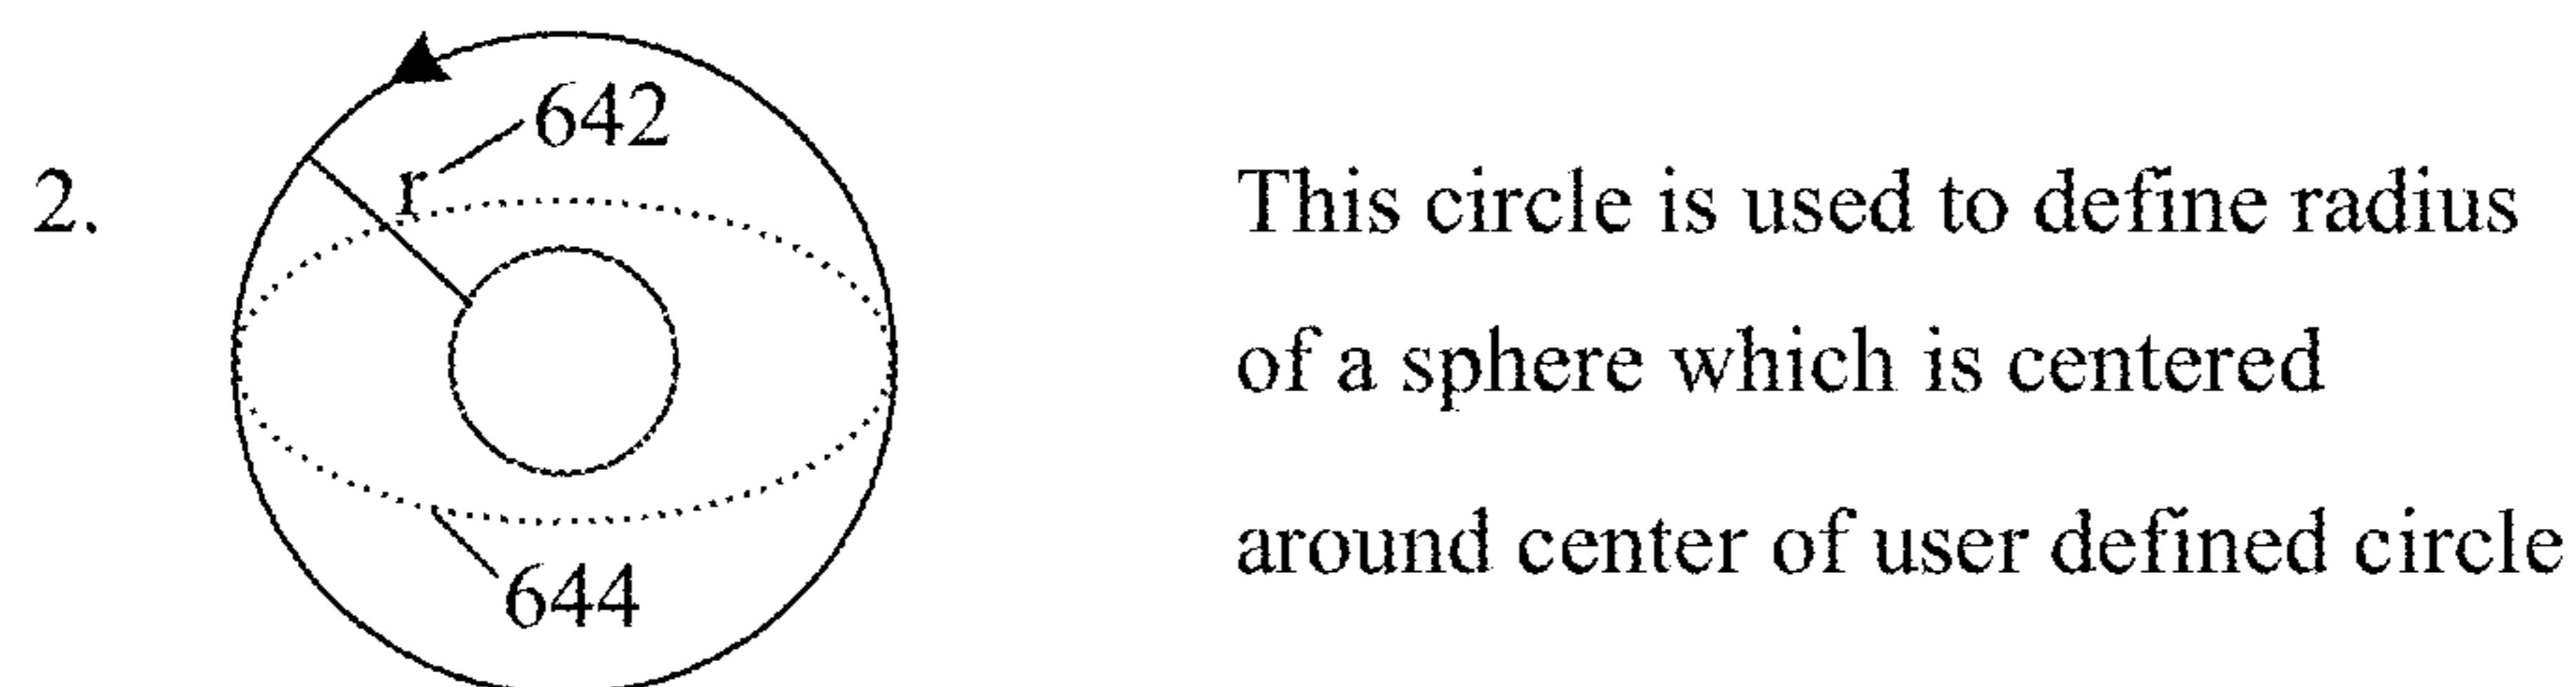 2.
642
r
644
This circle is used to define radius
of a sphere which is centered
around center of user defined circle